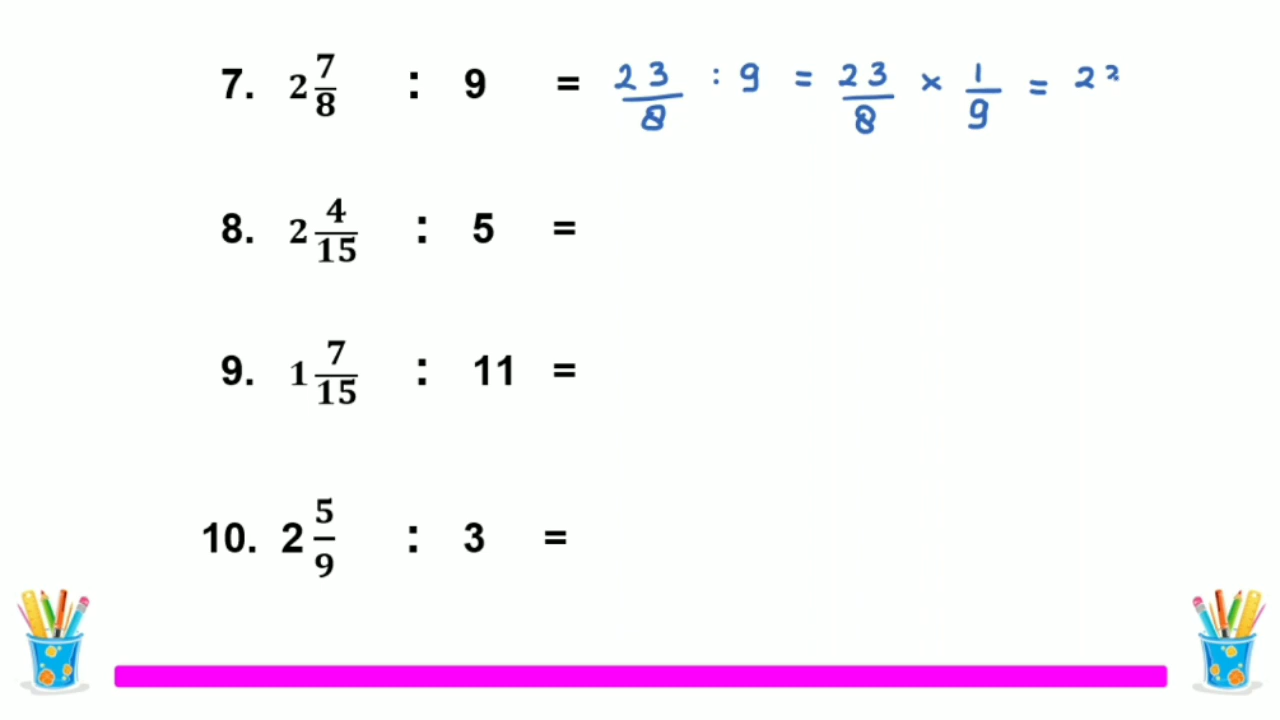 7. 2 7/8 : 9 = 23/8 : 9 = 23/8 × 1/9 = 23
8. 2 4/15 : 5 =
9. 1 7/15 : 11 =
10. 2 5/9 : 3 =